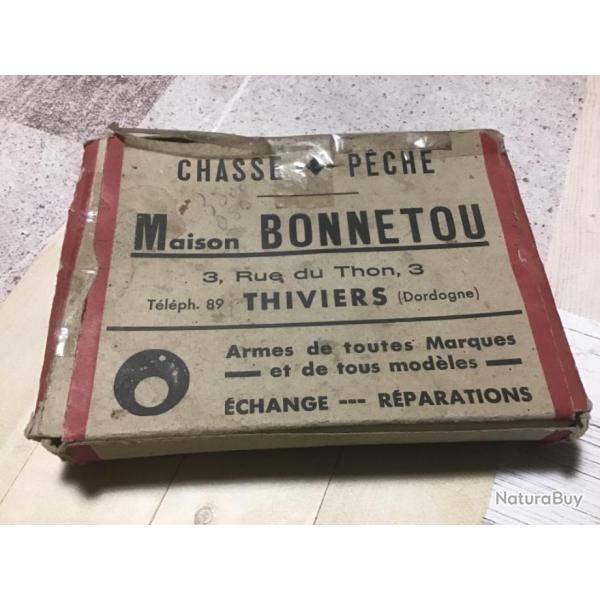 CHASSE ◆ PÊCHE
Maison BONNETOU
3, Rue du Thon, 3
Téléph. 89 THIVIERS (Dordogne)
Armes de toutes Marques
— et de tous modèles —
ÉCHANGE --- RÉPARATIONS
NaturaBuy